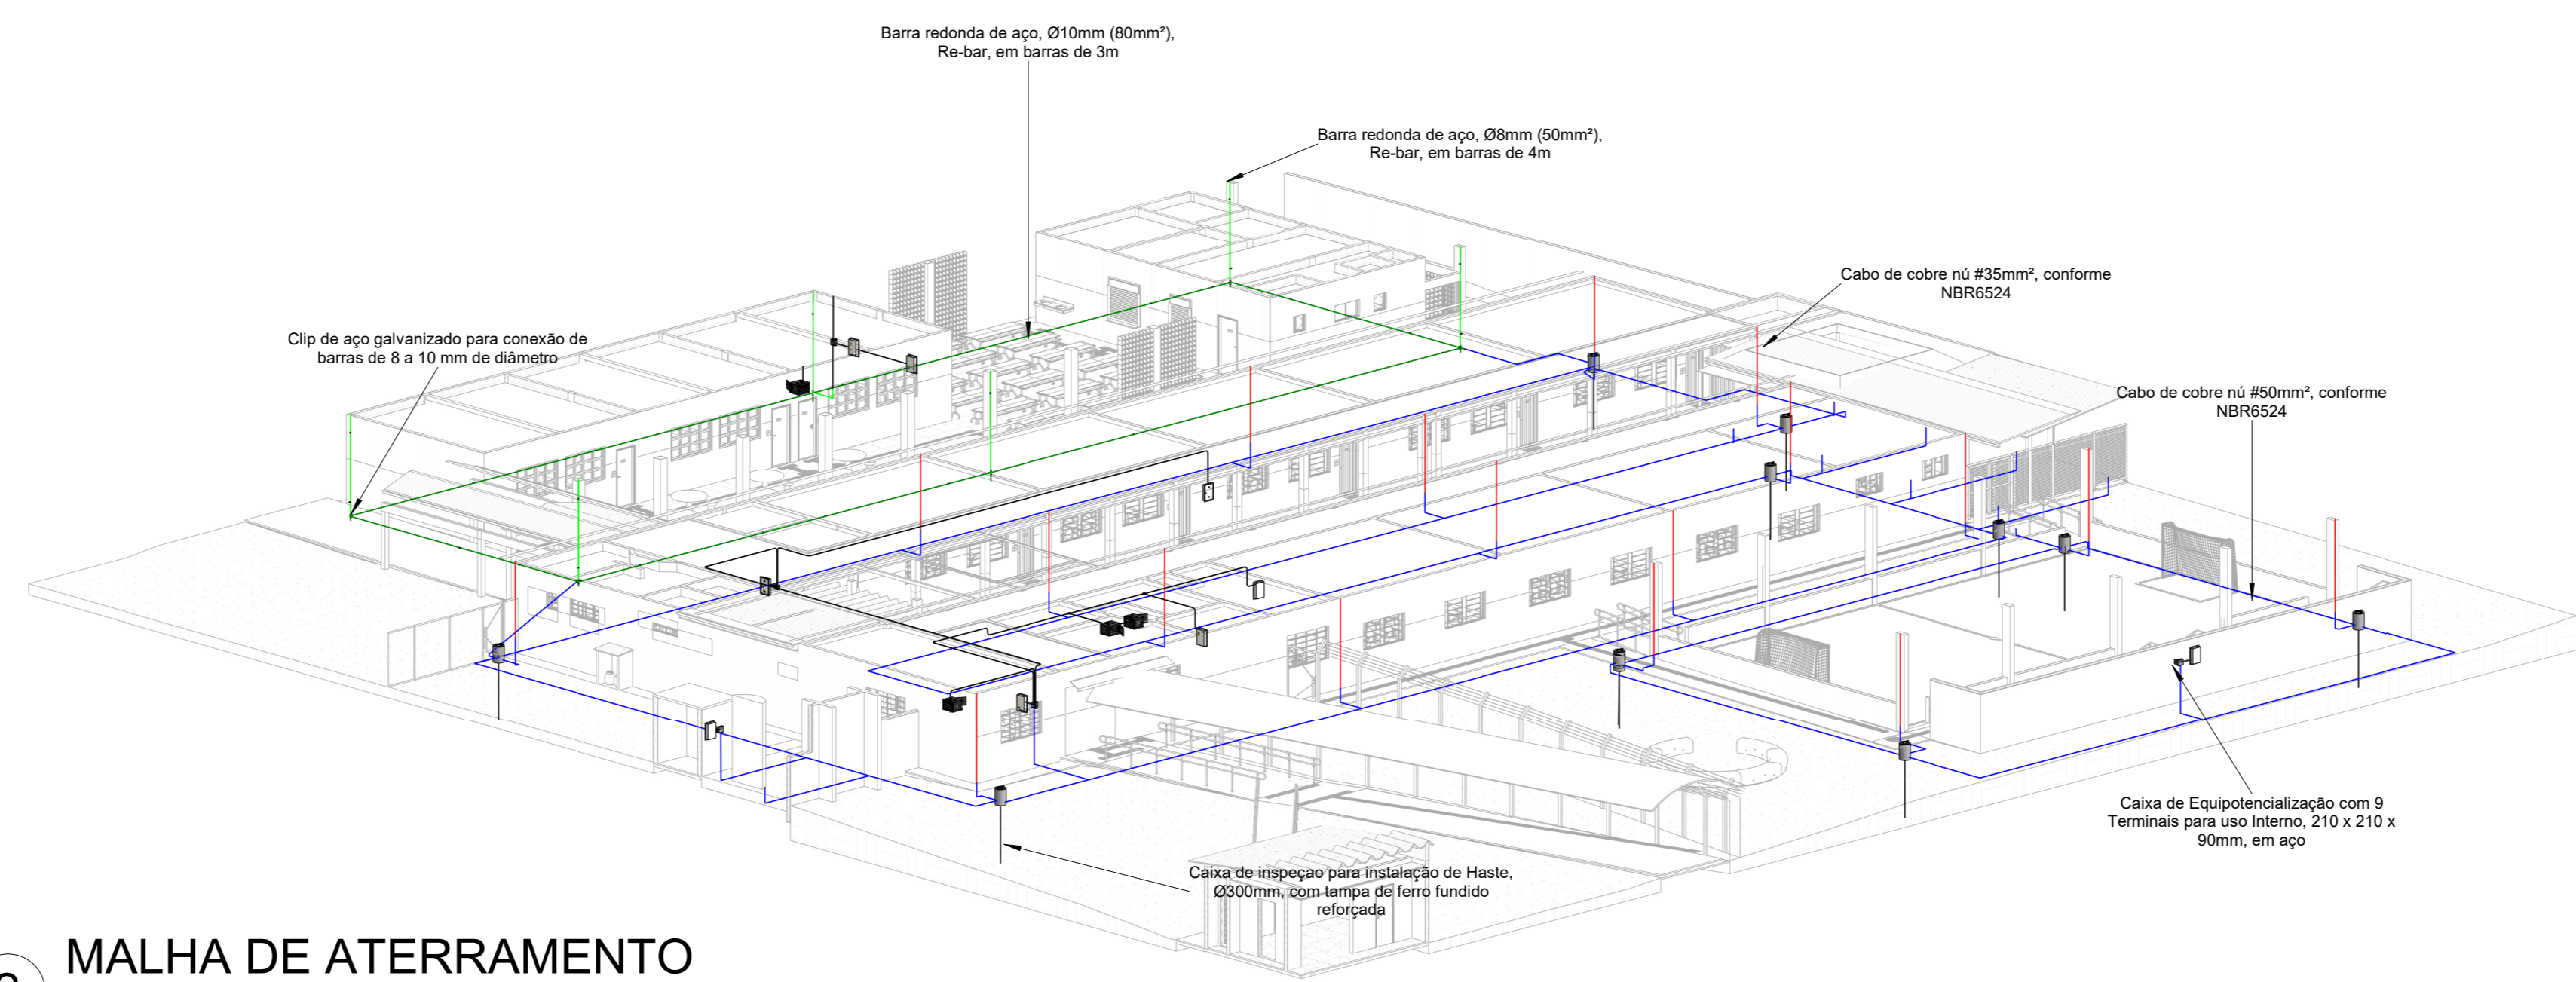 Barra redonda de aço, Ø10mm (80mm²),
Re-bar, em barras de 3m
Barra redonda de aço, Ø8mm (50mm²),
Re-bar, em barras de 4m
Cabo de cobre nú #35mm², conforme
NBR6524
Clip de aço galvanizado para conexão de
barras de 8 a 10 mm de diâmetro
Cabo de cobre nú #50mm², conforme
NBR6524
Caixa de Equipotencialização com 9
Terminais para uso Interno, 210 x 210 x
90mm, em aço
Caixa de inspeçao para instalação de Haste,
Ø300mm, com tampa de ferro fundido
reforçada
MALHA DE ATERRAMENTO